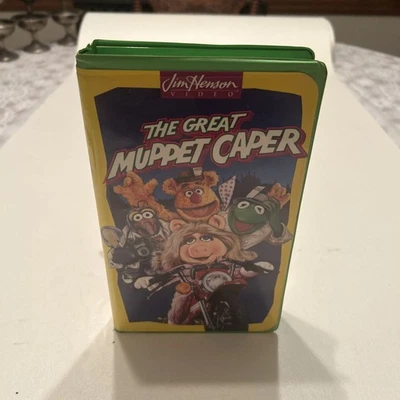 Jim Henson
VIDEO
THE GREAT
MUPPET CAPER